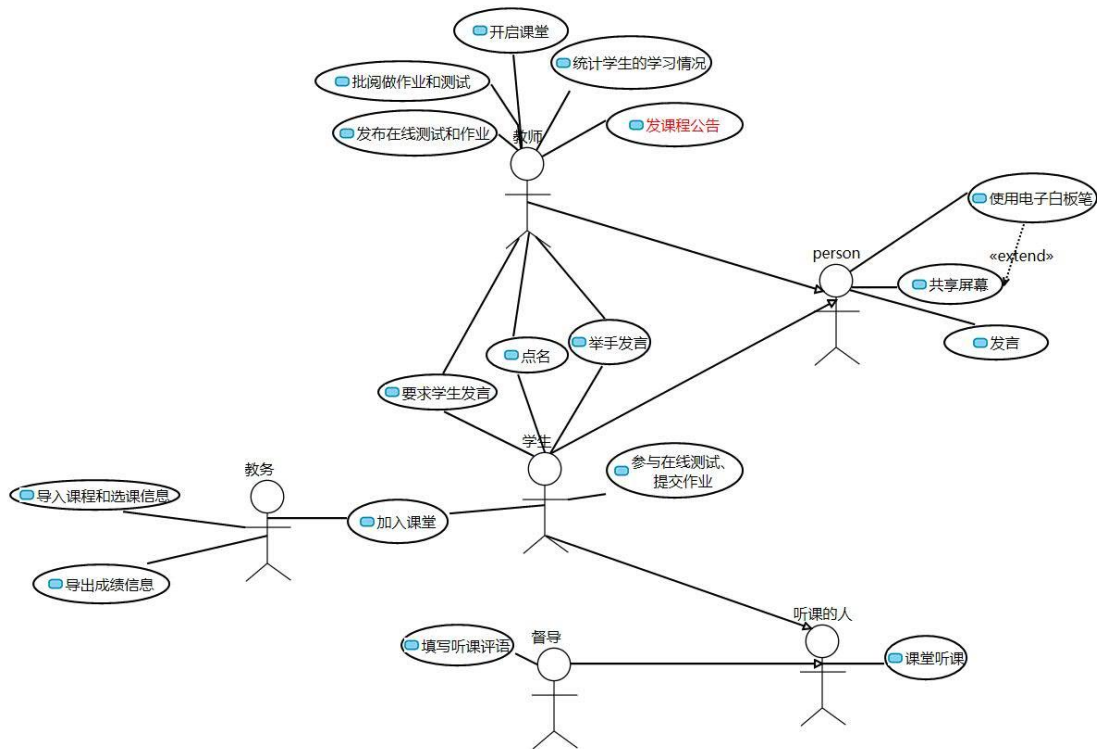 开启课堂
统计学生的学习情况
批阅做作业和测试
发课程公告
发布在线测试和作业
教师
使用电子白板笔
person
«extend»
共享屏幕
举手发言
发言
点名
要求学生发言
学生
参与在线测试、
提交作业
教务
导入课程和选课信息
加入课堂
导出成绩信息
听课的人
督导
填写听课评语
课堂听课